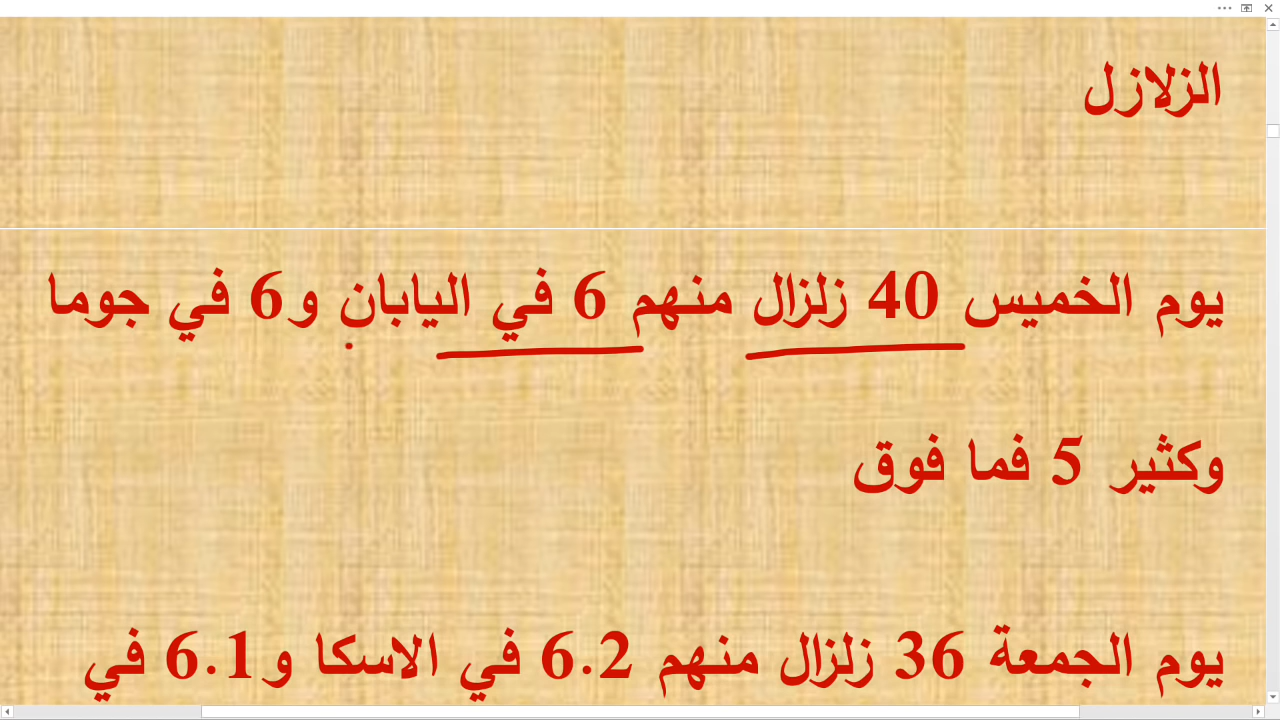 الزلازل
يوم الخميس 40 زلزال منهم 6 في اليابان و6 في جوما
وكثير 5 فما فوق
يوم الجمعة 36 زلزال منهم 6.2 في الاسكا و6.1 في